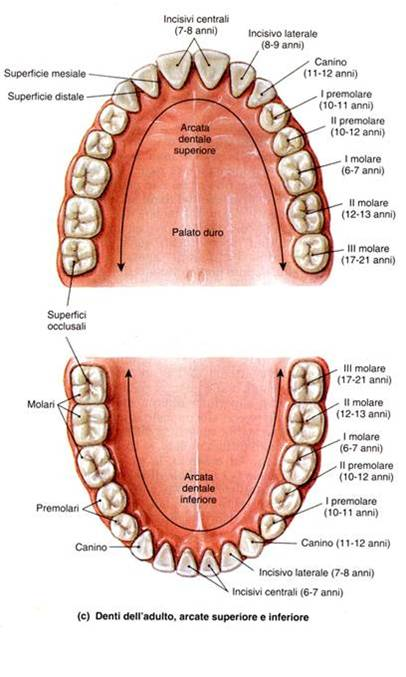 Incisivi centrali
(7-8 anni)
Incisivo laterale
(8-9 anni)
Canino
(11-12 anni)
Superficie mesiale
Superficie distale
I premolare
(10-11 anni)
II premolare
(10-12 anni)
Arcata
dentale
superiore
I molare
(6-7 anni)
II molare
(12-13 anni)
Palato duro
III molare
(17-21 anni)
Superfici
occlusali
III molare
(17-21 anni)
Molari
II molare
(12-13 anni)
I molare
(6-7 anni)
II premolare
(10-12 anni)
Arcata
dentale
inferiore
Premolari
I premolare
(10-11 anni)
Canino
Canino (11-12 anni)
Incisivo laterale (7-8 anni)
Incisivi centrali (6-7 anni)
(c) Denti dell'adulto, arcate superiore e inferiore